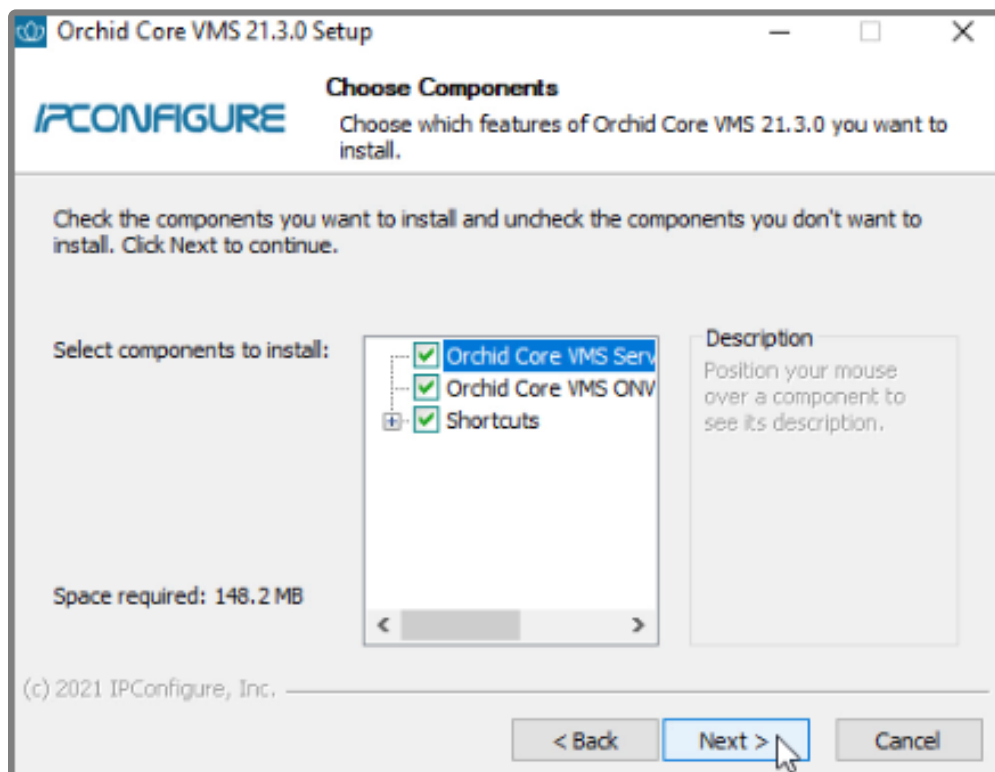 Orchid Core VMS 21.3.0 Setup
IPCONFIGURE
Choose Components
Choose which features of Orchid Core VMS 21.3.0 you want to
install.
Check the components you want to install and uncheck the components you don't want to
install. Click Next to continue.
Select components to install:
Orchid Core VMS Serv
Orchid Core VMS ONV
Shortcuts
Description
Position your mouse
over a component to
see its description.
Space required: 148.2 MB
(c) 2021 IPConfigure, Inc.
< Back
Next >
Cancel